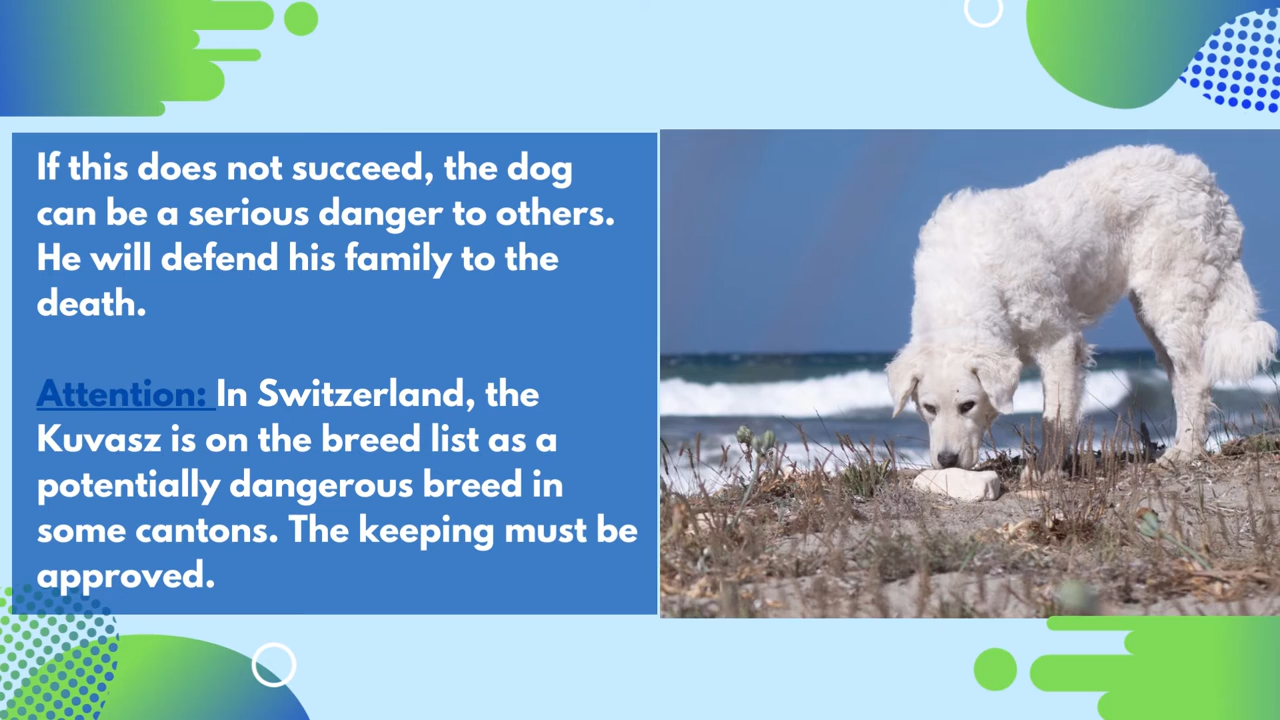 If this does not succeed, the dog
can be a serious danger to others.
He will defend his family to the
death.
Attention: In Switzerland, the
Kuvasz is on the breed list as a
potentially dangerous breed in
some cantons. The keeping must be
approved.